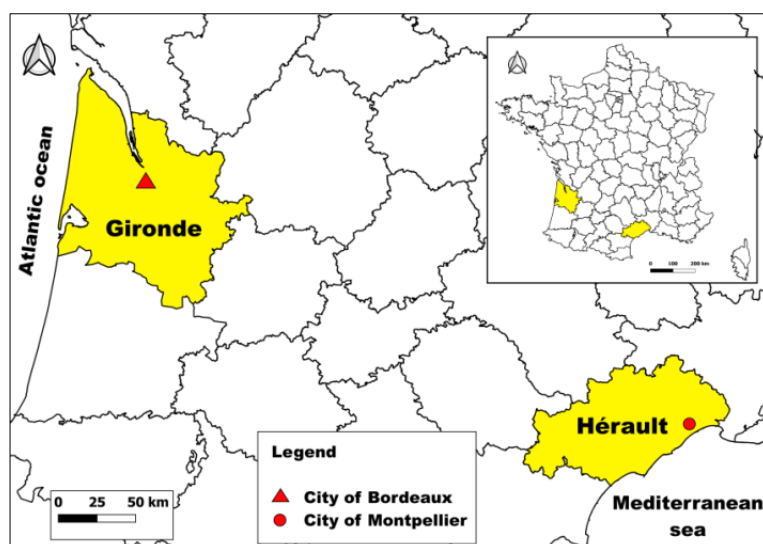 Atlantic ocean
Gironde
0 100 200 km
Hérault
Mediterranean
sea
Legend
City of Bordeaux
City of Montpellier
0 25 50 km